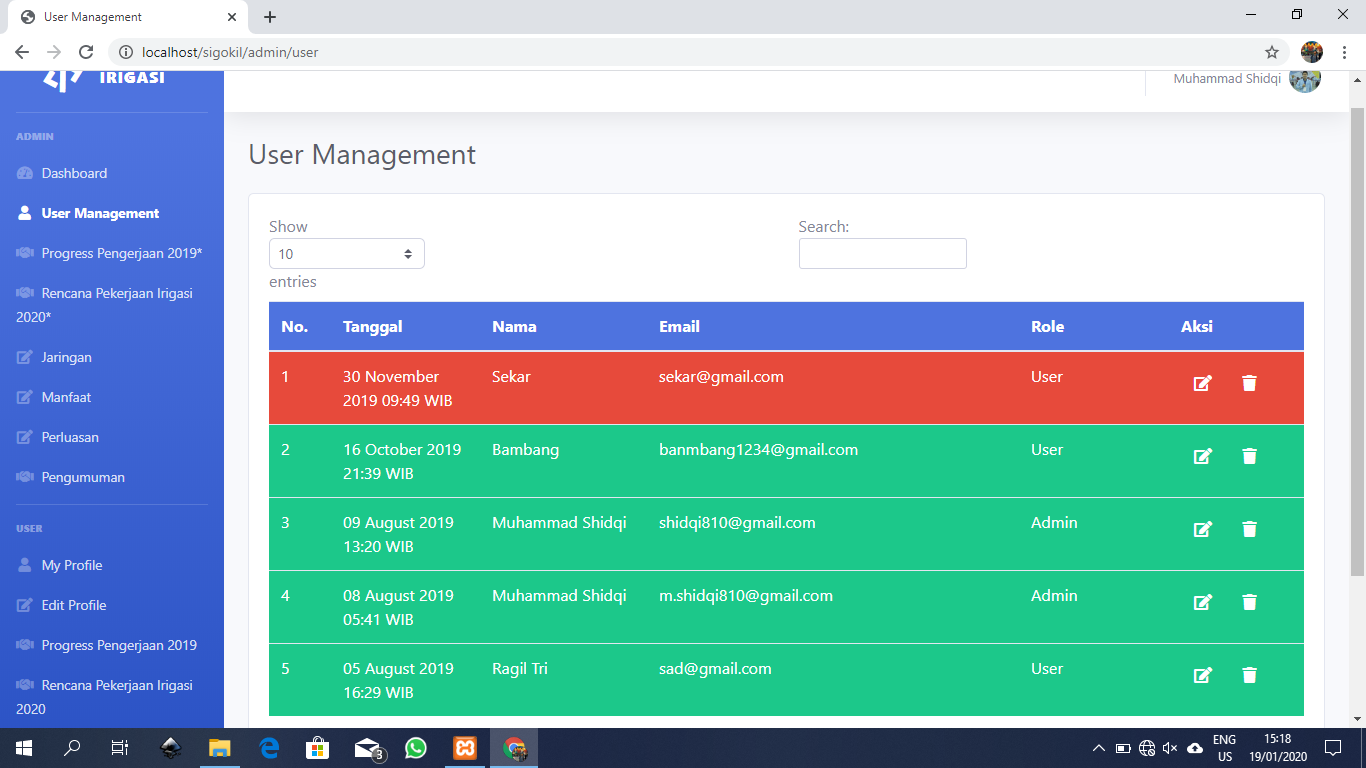 User Management
localhost/sigokil/admin/user
IRIGASI
Muhammad Shidqi
ADMIN
Dashboard
User Management
Progress Pengerjaan 2019*
Rencana Pekerjaan Irigasi
2020*
Jaringan
Manfaat
Perluasan
Pengumuman
USER
My Profile
Edit Profile
Progress Pengerjaan 2019
Rencana Pekerjaan Irigasi
2020
User Management
Show
10
entries
Search:
No. Tanggal Nama Email Role Aksi
1 30 November Sekar sekar@gmail.com User
2019 09:49 WIB
2 16 October 2019 Bambang banmbang1234@gmail.com User
21:39 WIB
3 09 August 2019 Muhammad Shidqi shidqi810@gmail.com Admin
13:20 WIB
4 08 August 2019 Muhammad Shidqi m.shidqi810@gmail.com Admin
05:41 WIB
5 05 August 2019 Ragil Tri sad@gmail.com User
16:29 WIB
3
ENG
US
15:18
19/01/2020